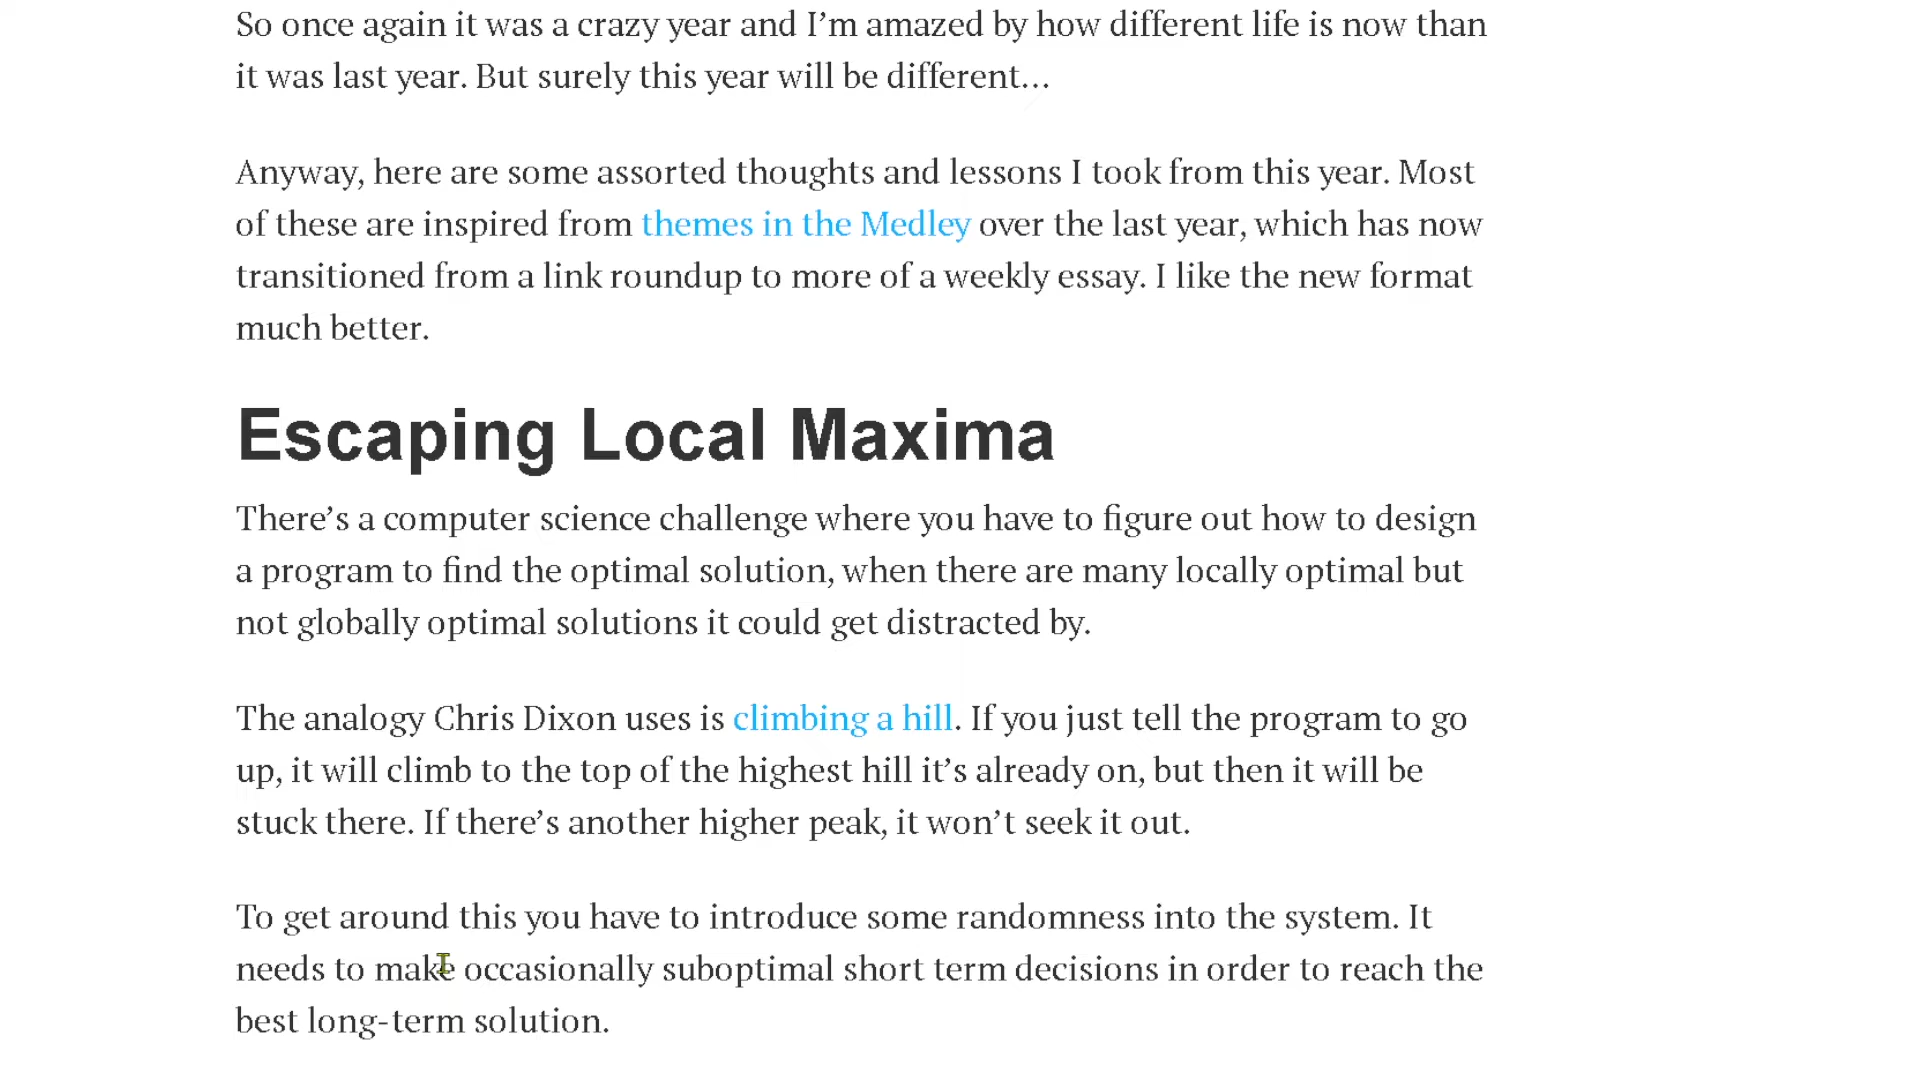 So once again it was a crazy year and I’m amazed by how different life is now than
it was last year. But surely this year will be different…
Anyway, here are some assorted thoughts and lessons I took from this year. Most
of these are inspired from themes in the Medley over the last year, which has now
transitioned from a link roundup to more of a weekly essay. I like the new format
much better.
Escaping Local Maxima
There’s a computer science challenge where you have to figure out how to design
a program to find the optimal solution, when there are many locally optimal but
not globally optimal solutions it could get distracted by.
The analogy Chris Dixon uses is climbing a hill. If you just tell the program to go
up, it will climb to the top of the highest hill it’s already on, but then it will be
stuck there. If there’s another higher peak, it won’t seek it out.
To get around this you have to introduce some randomness into the system. It
needs to make occasionally suboptimal short term decisions in order to reach the
best long-term solution.